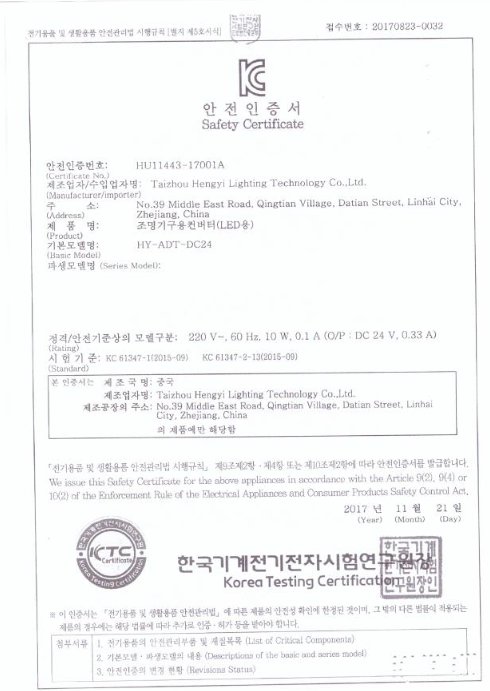 전기용품 및 생활용품 안전관리법 시행규칙 [별지 제5호서식]
접수번호 : 20170823-0032
안전인증서
Safety Certificate
안전인증번호: HU11443-17001A
(Certificate No.)
제조업자/수입업자명: Taizhou Hengyi Lighting Technology Co.,Ltd.
(Manufacturer/importer)
주 소: No.39 Middle East Road, Qingtian Village, Datian Street, Linhai City,
(Address) Zhejiang, China
제 품 명: 조명기구용컨버터(LED용)
(Product)
기본모델명: HY-ADT-DC24
(Basic Model)
파생모델명 (Series Model):
정격/안전기준상의 모델구분: 220 V~, 60 Hz, 10 W, 0.1 A (O/P : DC 24 V, 0.33 A)
(Rating)
시 험 기 준: KC 61347-1(2015-09) KC 61347-2-13(2015-09)
(Standard)
본 인증서는 제 조 국 명: 중국
제조업자명: Taizhou Hengyi Lighting Technology Co.,Ltd.
제조공장의 주소: No.39 Middle East Road, Qingtian Village, Datian Street, Linhai
City, Zhejiang, China
의 제품에만 해당함
「전기용품 및 생활용품 안전관리법 시행규칙」 제9조제2항·제4항 또는 제10조제2항에 따라 안전인증서를 발급합니다.
We issue this Safety Certificate for the above appliances in accordance with the Article 9(2), 9(4) or
10(2) of the Enforcement Rule of the Electrical Appliances and Consumer Products Safety Control Act.
2017 년 11 월 21 일
(Year) (Month) (Day)
KTC
Certificate
Korea Testing Certification
한국기계전기전자시험연구원장
Korea Testing Certification
※ 이 인증서는 「전기용품 및 생활용품 안전관리법」에 따른 제품의 안전성 확인에 한정된 것이며, 그 밖의 다른 법률이 적용되는
제품의 경우에는 해당 법률에 따라 추가로 인증·허가 등을 받아야 합니다.
첨부서류
1. 전기용품의 안전관리부품 및 재질목록 (List of Critical Components)
2. 기본모델·파생모델의 내용 (Descriptions of the basic and series model)
3. 안전인증의 변경 현황 (Revisions Status)